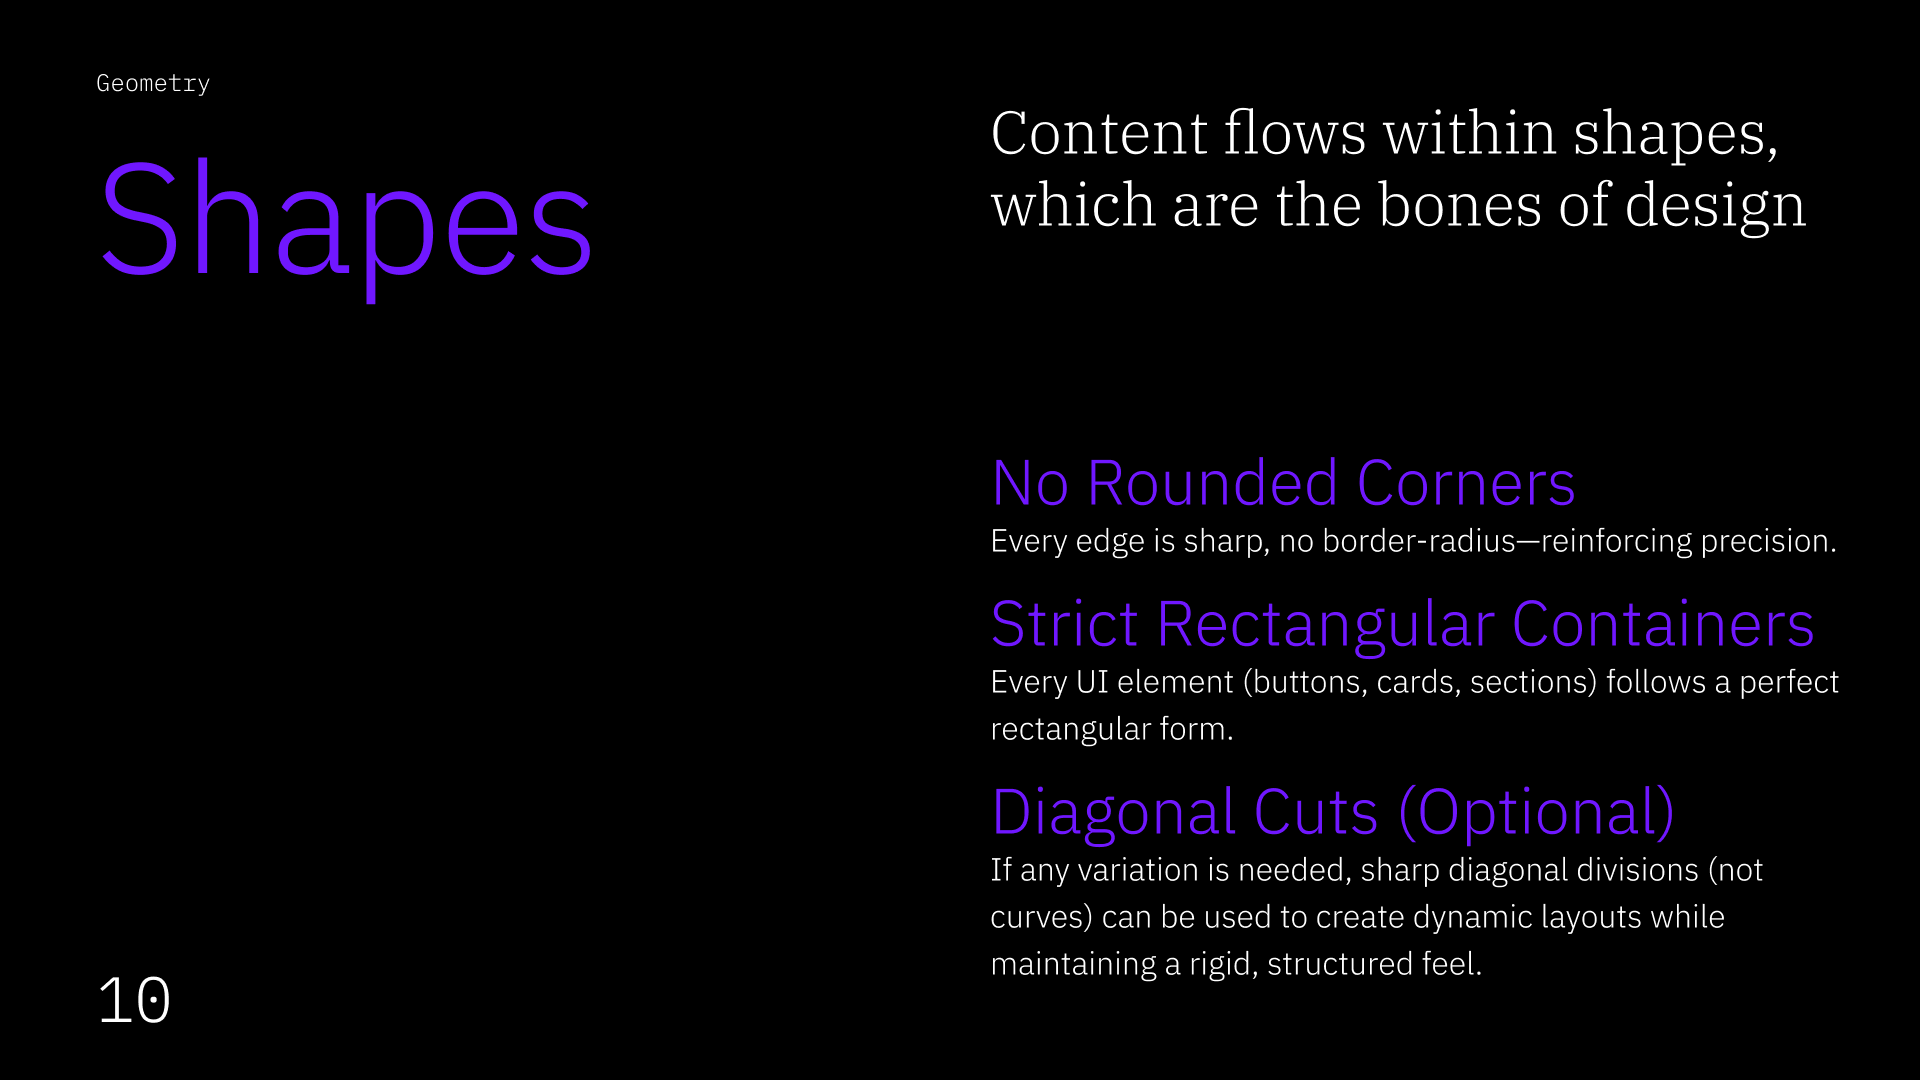 Geometry
Shapes
Content flows within shapes,
which are the bones of design
No Rounded Corners
Every edge is sharp, no border-radius—reinforcing precision.
Strict Rectangular Containers
Every UI element (buttons, cards, sections) follows a perfect
rectangular form.
Diagonal Cuts (Optional)
If any variation is needed, sharp diagonal divisions (not
curves) can be used to create dynamic layouts while
maintaining a rigid, structured feel.
10